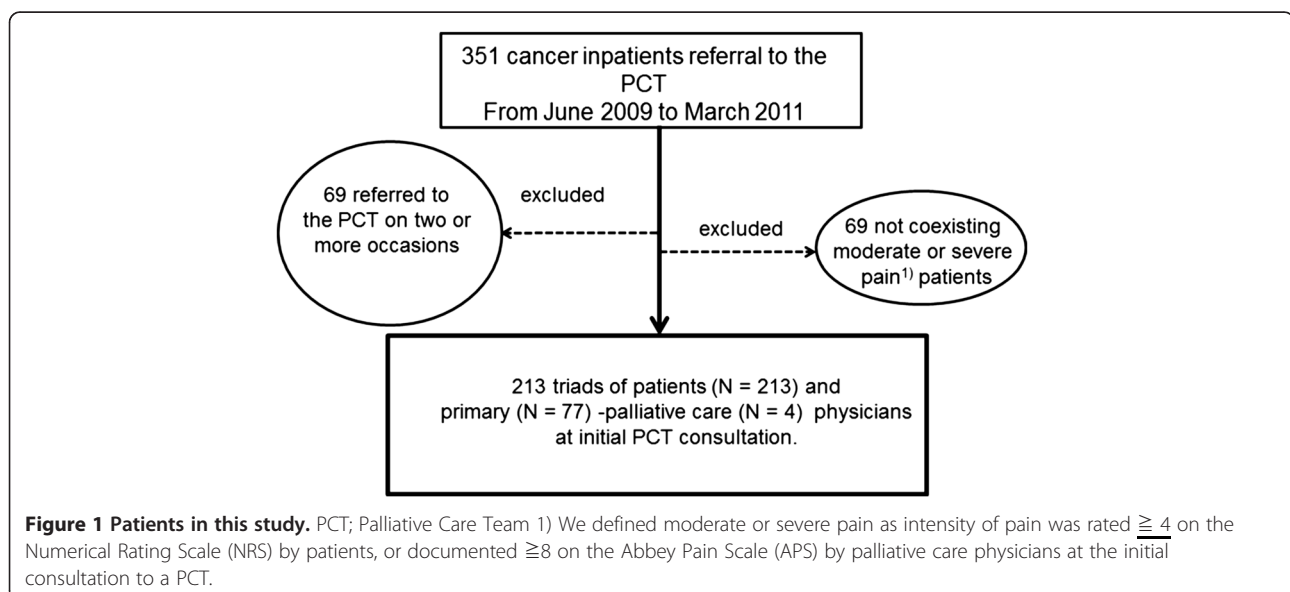 351 cancer inpatients referral to the
PCT
From June 2009 to March 2011
69 referred to
the PCT on two or
more occasions
excluded
excluded
69 not coexisting
moderate or severe
pain1) patients
213 triads of patients (N = 213) and
primary (N = 77) -palliative care (N = 4) physicians
at initial PCT consultation.
Figure 1 Patients in this study. PCT; Palliative Care Team 1) We defined moderate or severe pain as intensity of pain was rated ≧ 4 on the
Numerical Rating Scale (NRS) by patients, or documented ≧8 on the Abbey Pain Scale (APS) by palliative care physicians at the initial
consultation to a PCT.